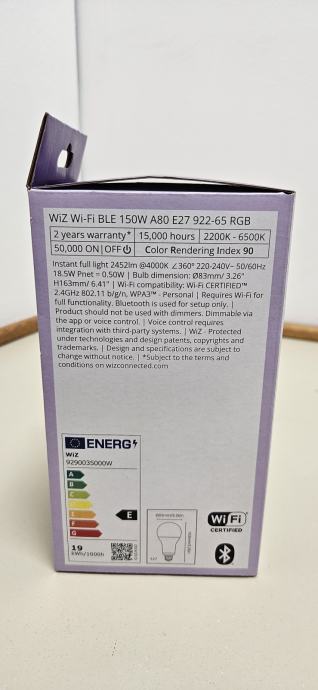 WiZ Wi-Fi BLE 150W A80 E27 922-65 RGB
2 years warranty* 15,000 hours 2200K - 6500K
50,000 ON|OFF Color Rendering Index 90
Instant full light 2452lm @4000K ∠360° 220-240V~ 50/60Hz
18.5W Pnet = 0.50W | Bulb dimension: Ø83mm/ 3.26"
H163mm/ 6.41" | Wi-Fi compatibility: Wi-Fi CERTIFIED™
2.4GHz 802.11 b/g/n, WPA3™ - Personal | Requires Wi-Fi for
full functionality. Bluetooth is used for setup only. |
Product should not be used with dimmers. Dimmable via
the app or voice control. | Voice control requires
integration with third-party systems. | WiZ - Protected
under technologies and design patents, copyrights and
trademarks. | Design and specifications are subject to
change without notice. | *Subject to the terms and
conditions on wizconnected.com
ENERG
WiZ
9290035000W
A
B
C
D
E
F
G
E
19
kWh/1000h
E27
Wi Fi
CERTIFIED